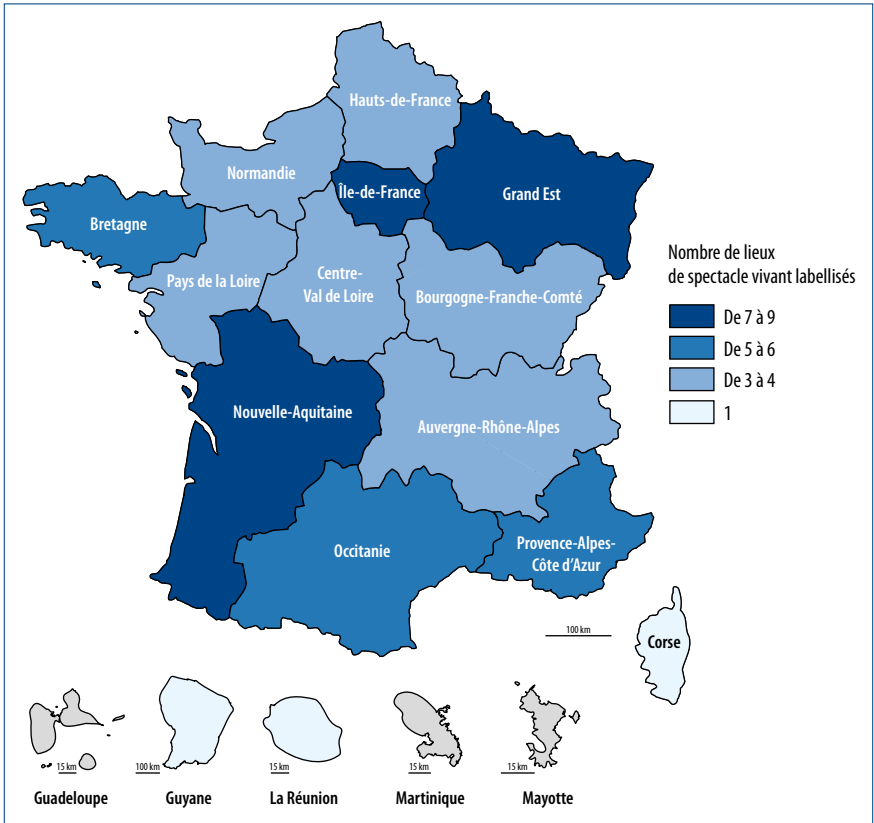 Hauts-de-France
Normandie
Île-de-France
Grand Est
Bretagne
Pays de la Loire
Centre-
Val de Loire
Bourgogne-Franche-Comté
Nombre de lieux
de spectacle vivant labellisés
De 7 à 9
De 5 à 6
De 3 à 4
1
Nouvelle-Aquitaine
Auvergne-Rhône-Alpes
Occitanie
Provence-Alpes-
Côte d'Azur
100 km
Corse
15 km
100 km
15 km
15 km
15 km
Guadeloupe
Guyane
La Réunion
Martinique
Mayotte